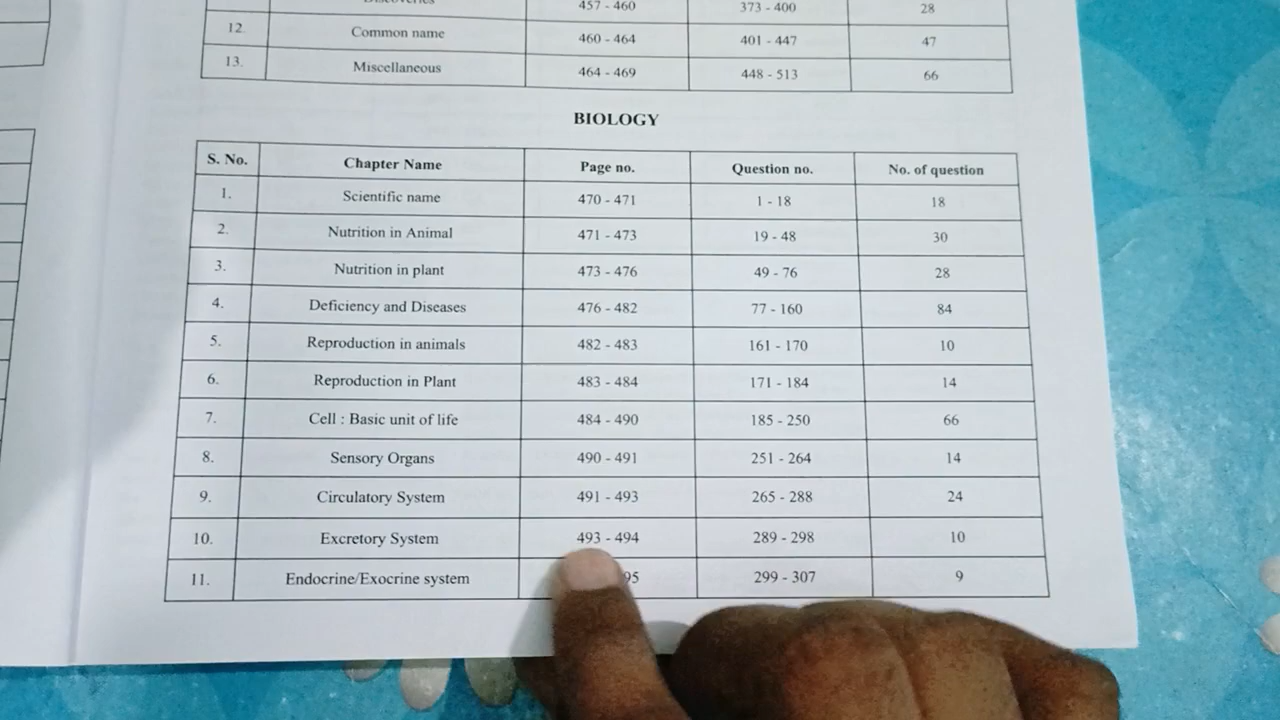 457 - 460 373 - 400 28
12. Common name 460 - 464 401 - 447 47
13. Miscellaneous 464 - 469 448 - 513 66
BIOLOGY
S. No. Chapter Name Page no. Question no. No. of question
1. Scientific name 470 - 471 1 - 18 18
2. Nutrition in Animal 471 - 473 19 - 48 30
3. Nutrition in plant 473 - 476 49 - 76 28
4. Deficiency and Diseases 476 - 482 77 - 160 84
5. Reproduction in animals 482 - 483 161 - 170 10
6. Reproduction in Plant 483 - 484 171 - 184 14
7. Cell : Basic unit of life 484 - 490 185 - 250 66
8. Sensory Organs 490 - 491 251 - 264 14
9. Circulatory System 491 - 493 265 - 288 24
10. Excretory System 493 - 494 289 - 298 10
11. Endocrine/Exocrine system 95 299 - 307 9